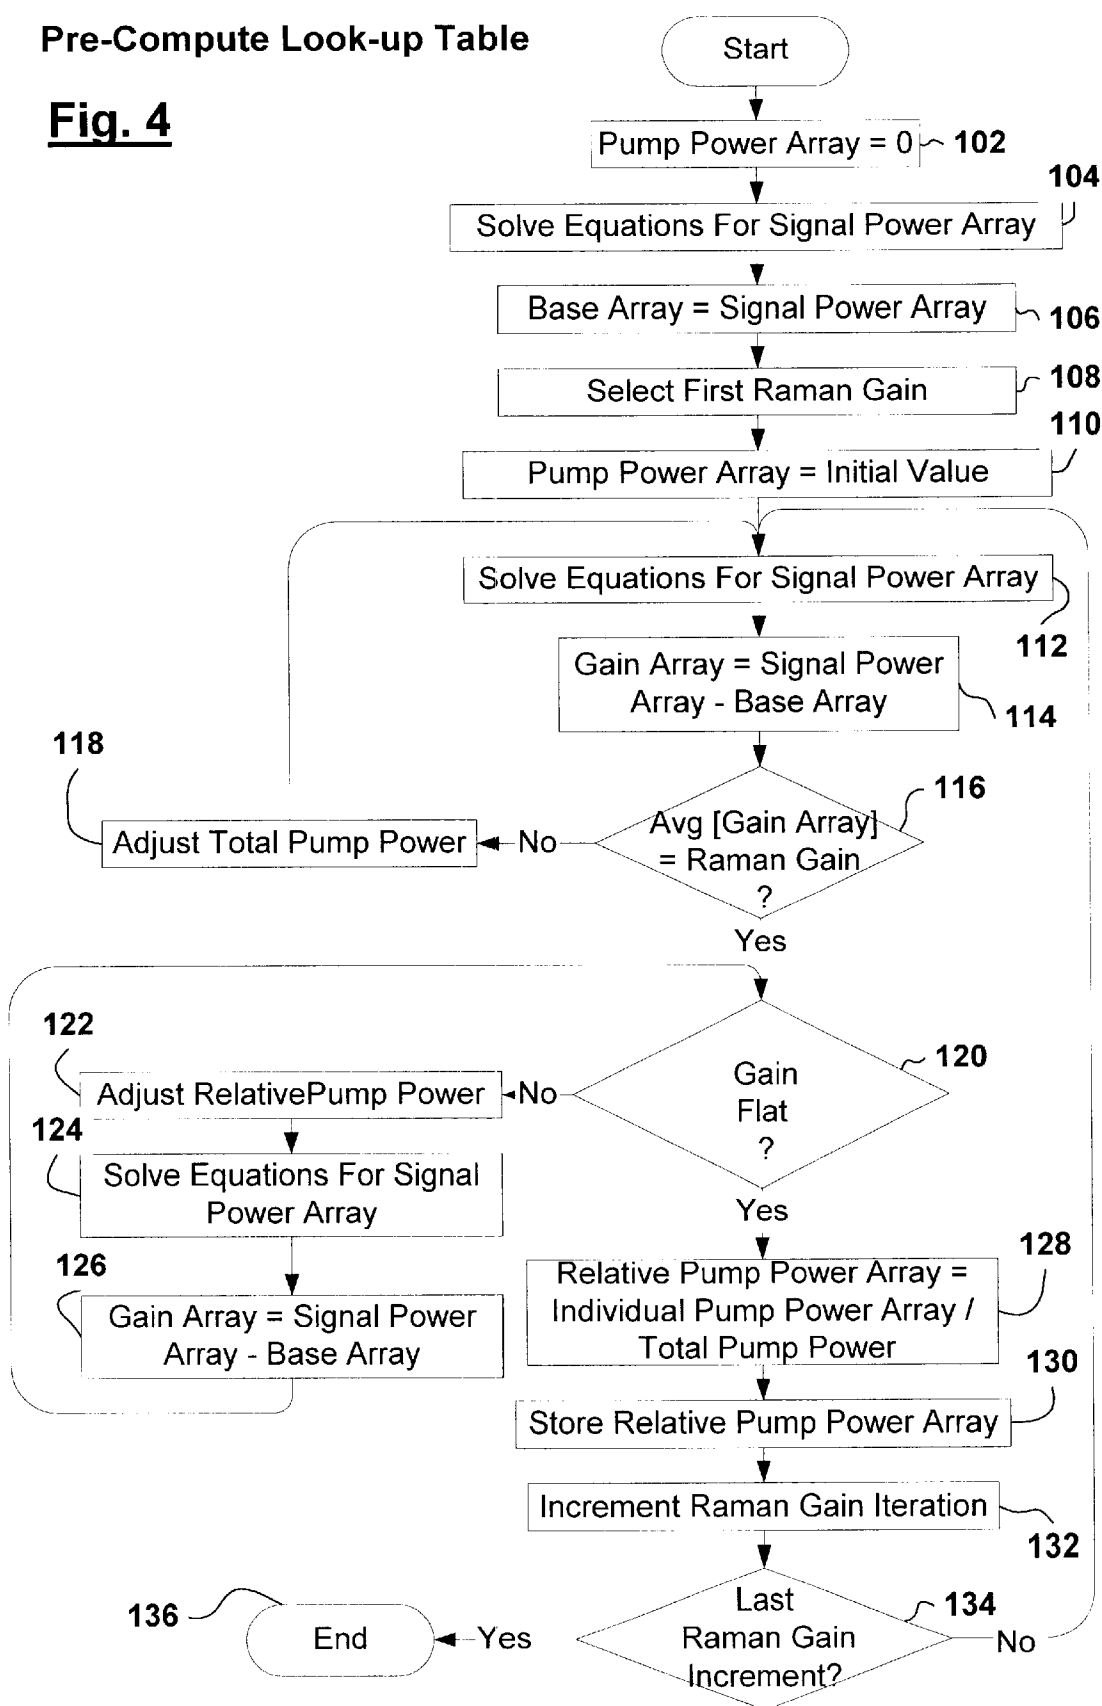 Pre-Compute Look-up Table
Fig. 4
Start
Pump Power Array = 0
102
104
Solve Equations For Signal Power Array
Base Array = Signal Power Array
106
Select First Raman Gain
108
110
Pump Power Array = Initial Value
Solve Equations For Signal Power Array
112
Gain Array = Signal Power
Array - Base Array
114
118
116
Adjust Total Pump Power
No
Avg [Gain Array]
= Raman Gain
?
Yes
122
120
Adjust RelativePump Power
No
Gain
Flat
?
124
Solve Equations For Signal
Power Array
Yes
126
128
Gain Array = Signal Power
Array - Base Array
Relative Pump Power Array =
Individual Pump Power Array /
Total Pump Power
130
Store Relative Pump Power Array
Increment Raman Gain Iteration
132
136
End
Yes
Last
Raman Gain
Increment?
134
No